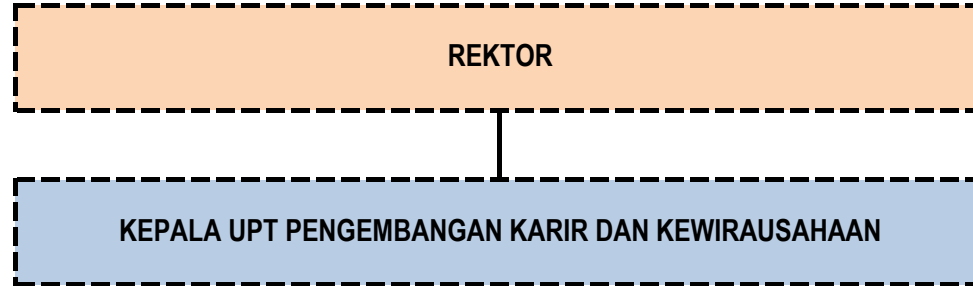 REKTOR
KEPALA UPT PENGEMBANGAN KARIR DAN KEWIRAUSAHAAN